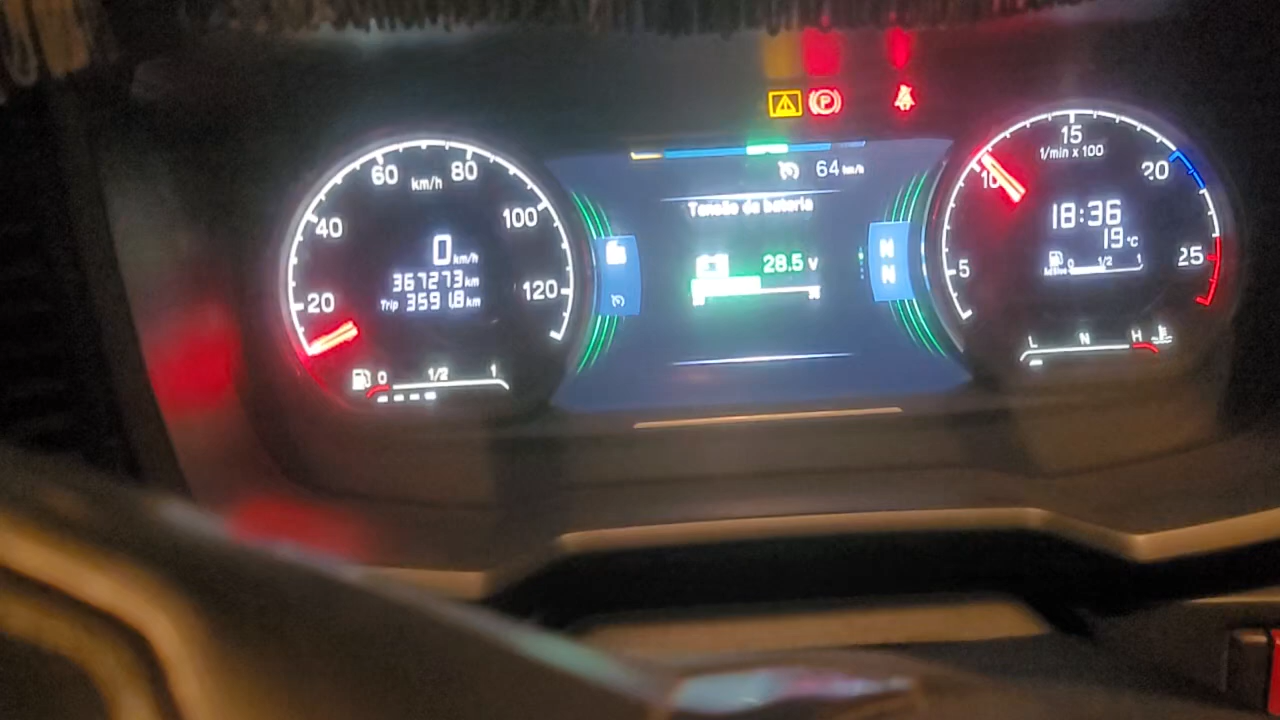 60
km/h
80
40
100
20
120
0 km/h
367273 km
Trip 3591.8 km
0
1/2
1
P
64 km/h
Tensão da bateria
28.5 V
N
N
15
1/min x 100
10
20
5
25
18:36
19 °C
AdBlue
0
1/2
1
L
N
H